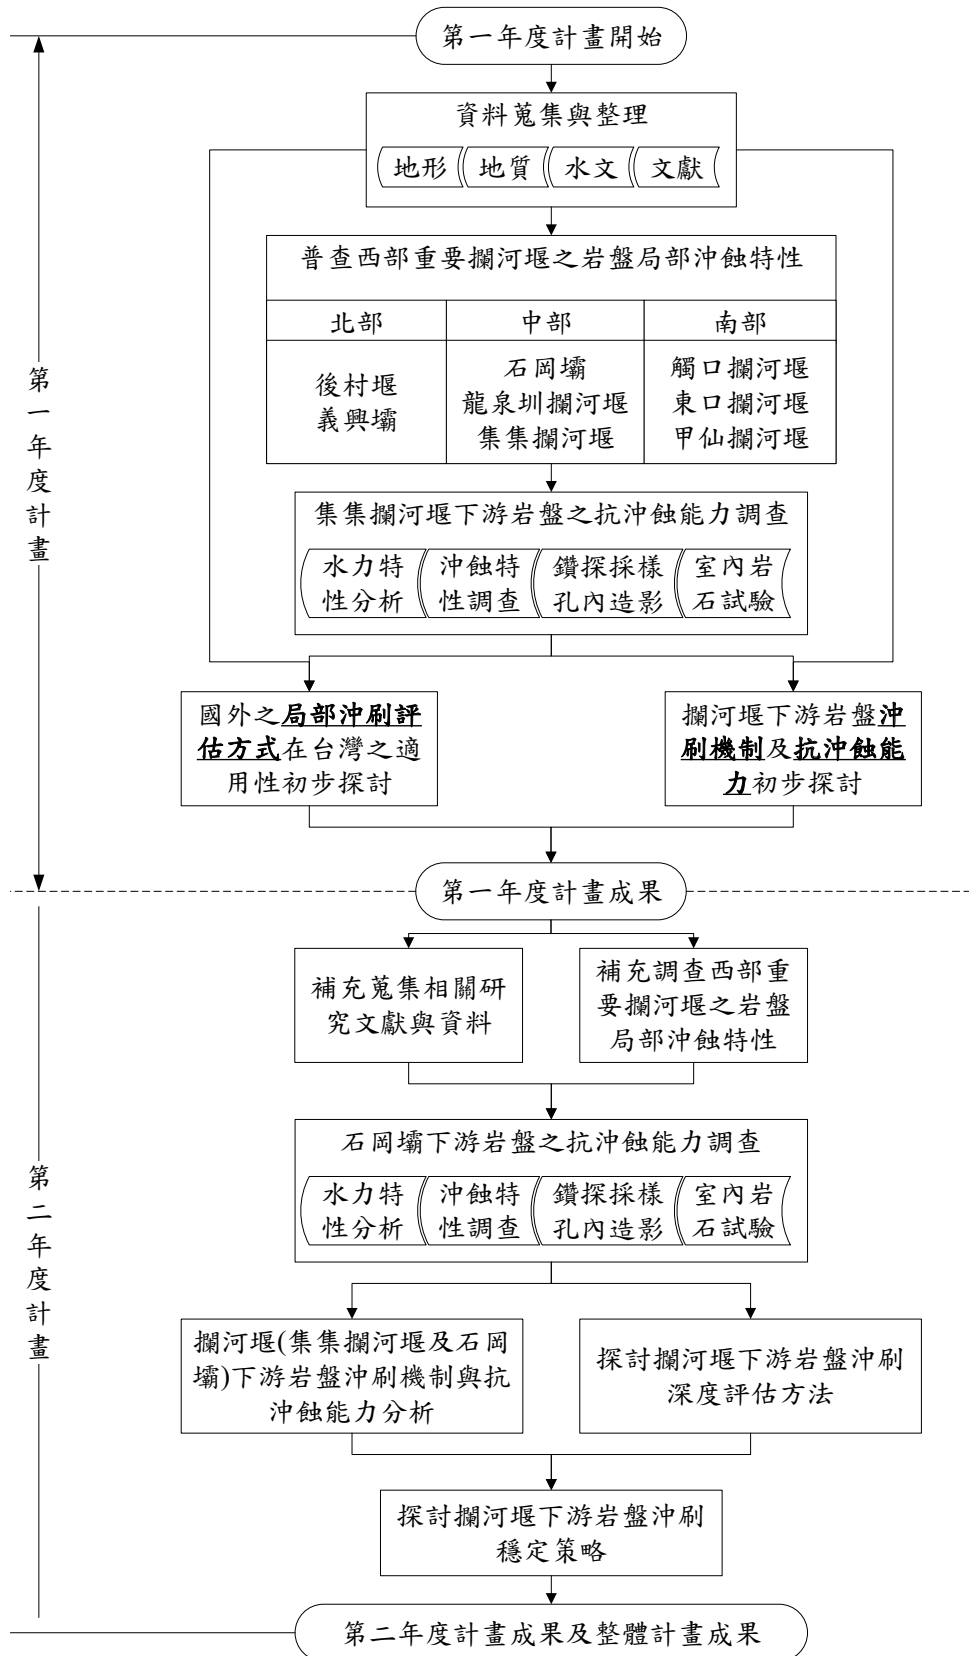 第一年度計畫開始
資料蒐集與整理
地形 地質 水文 文獻
普查西部重要攔河堰之岩盤局部沖蝕特性
北部 中部 南部
後村堰
義興壩
石岡壩
龍泉圳攔河堰
集集攔河堰
觸口攔河堰
東口攔河堰
甲仙攔河堰
集集攔河堰下游岩盤之抗沖蝕能力調查
水力特
性分析
沖蝕特
性調查
鑽探採樣
孔內造影
室內岩
石試驗
國外之局部沖刷評
估方式在台灣之適
用性初步探討
攔河堰下游岩盤沖
刷機制及抗沖蝕能
力初步探討
第一年度計畫
第一年度計畫成果
補充蒐集相關研
究文獻與資料
補充調查西部重
要攔河堰之岩盤
局部沖蝕特性
石岡壩下游岩盤之抗沖蝕能力調查
水力特
性分析
沖蝕特
性調查
鑽探採樣
孔內造影
室內岩
石試驗
攔河堰(集集攔河堰及石岡
壩)下游岩盤沖刷機制與抗
沖蝕能力分析
探討攔河堰下游岩盤沖刷
深度評估方法
探討攔河堰下游岩盤沖刷
穩定策略
第二年度計畫
第二年度計畫成果及整體計畫成果